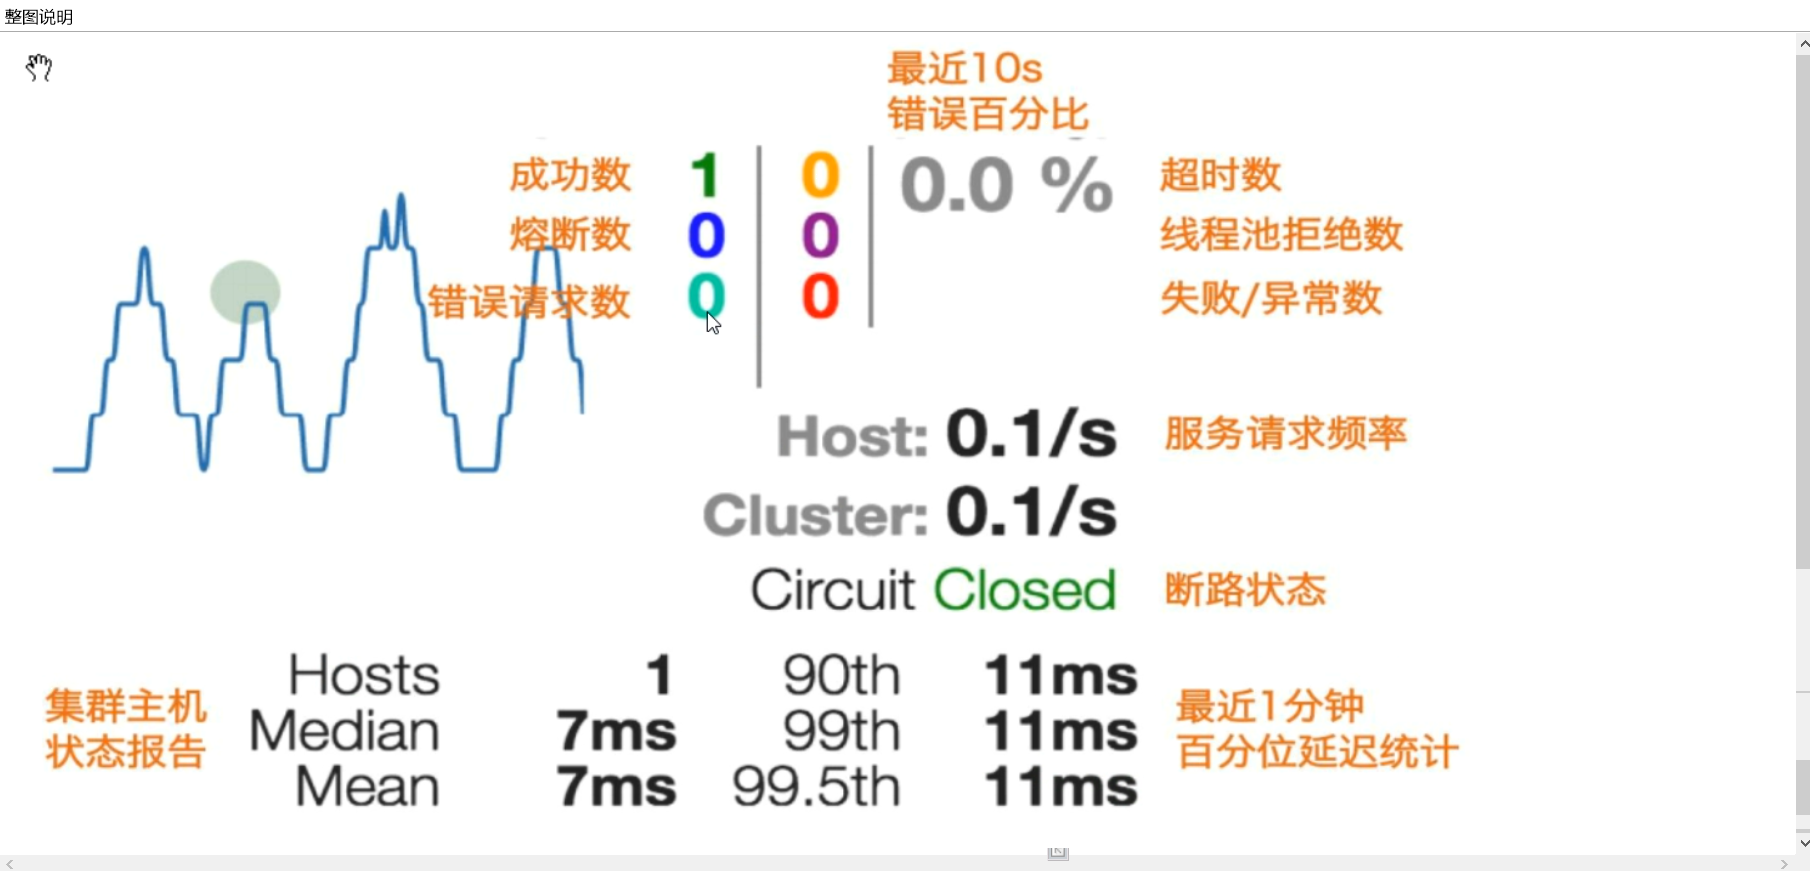 整图说明
最近10s
错误百分比
成功数 1 0 0.0 % 超时数
熔断数 0 0 线程池拒绝数
错误请求数 0 0 失败/异常数
Host: 0.1/s 服务请求频率
Cluster: 0.1/s
Circuit Closed 断路状态
集群主机
状态报告
Hosts 1 90th 11ms
Median 7ms 99th 11ms
Mean 7ms 99.5th 11ms
最近1分钟
百分位延迟统计